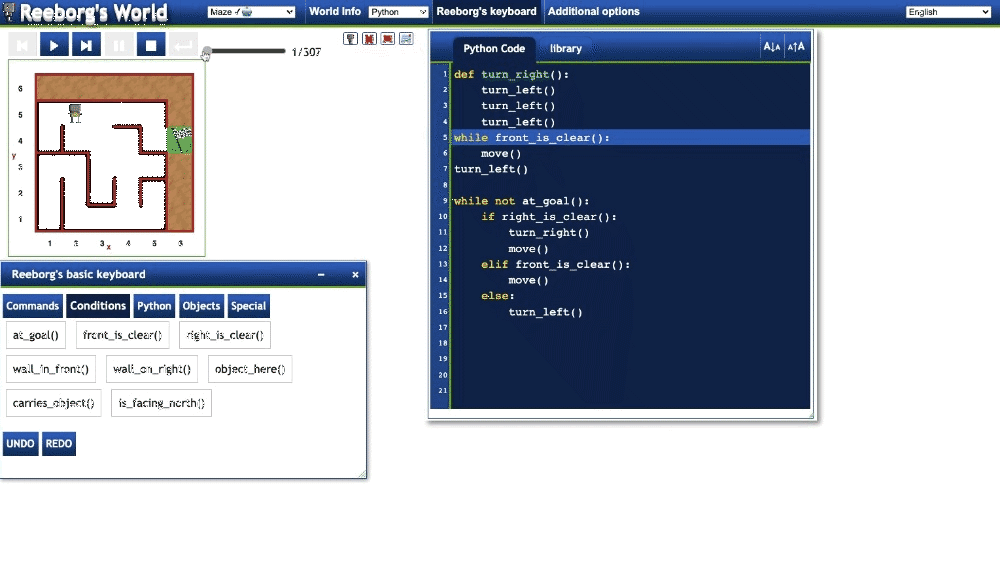 Reeborg's World
Maze
World Info
Python
Reeborg's keyboard
Additional options
English
1/307
Python Code
library
A↓A
A↑A
1 def turn_right():
2 turn_left()
3 turn_left()
4 turn_left()
5 while front_is_clear():
6 move()
7 turn_left()
8
9 while not at_goal():
10 if right_is_clear():
11 turn_right()
12 move()
13 elif front_is_clear():
14 move()
15 else:
16 turn_left()
17
18
19
20
21
6
5
4
y
3
2
1
1 2 3 4 5
x
Reeborg's basic keyboard
Commands
Conditions
Python
Objects
Special
at_goal()
front_is_clear()
right_is_clear()
wall_in_front()
wall_on_right()
object_here()
carries_object()
is_facing_north()
UNDO
REDO